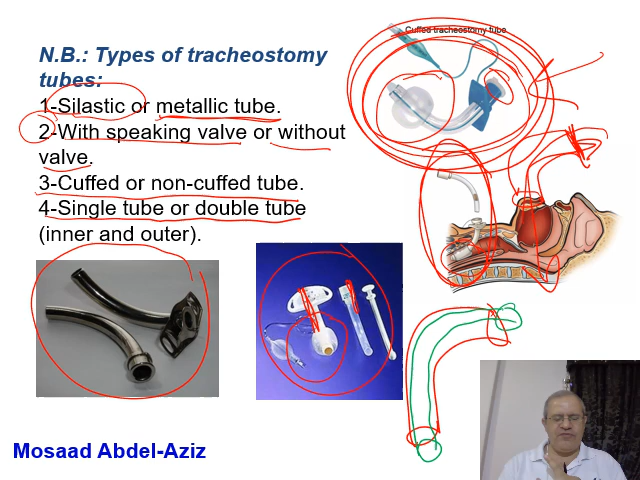 Cuffed tracheostomy tube
N.B.: Types of tracheostomy
tubes:
1-Silastic or metallic tube.
2-With speaking valve or without
valve.
3-Cuffed or non-cuffed tube.
4-Single tube or double tube
(inner and outer).
Mosaad Abdel-Aziz